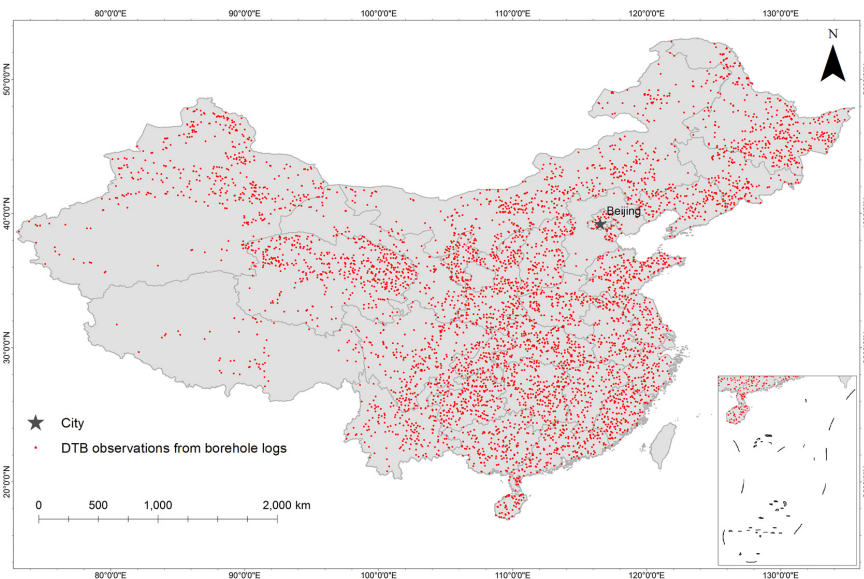 80°0'0"E 90°0'0"E 100°0'0"E 110°0'0"E 120°0'0"E 130°0'0"E
N
50°0'0"N
40°0'0"N
Beijing
30°0'0"N
20°0'0"N
City
DTB observations from borehole logs
0 500 1,000 2,000 km
80°0'0"E 90°0'0"E 100°0'0"E 110°0'0"E 120°0'0"E 130°0'0"E